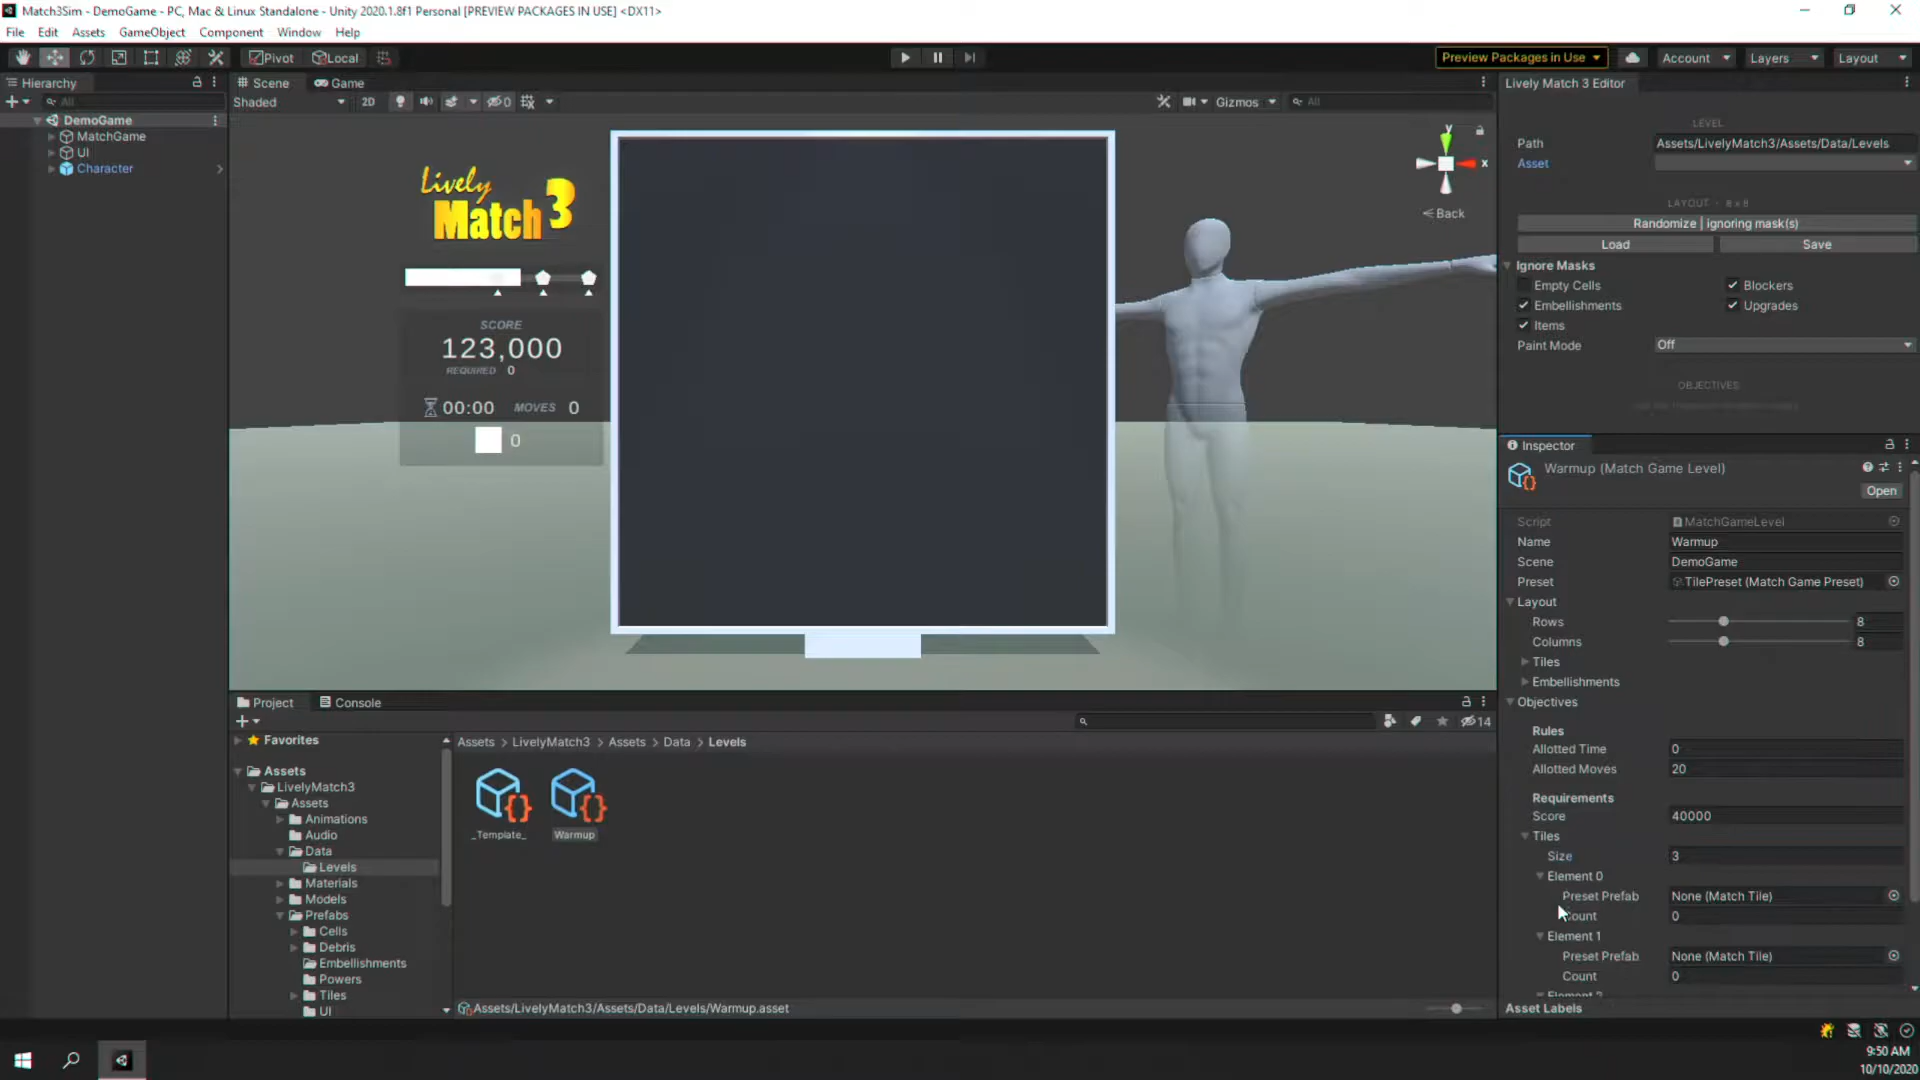 Match3Sim - DemoGame - PC, Mac & Linux Standalone - Unity 2020.1.8f1 Personal [PREVIEW PACKAGES IN USE] <DX11>
File Edit Assets GameObject Component Window Help
Pivot Local Preview Packages in Use Account Layers Layout
Hierarchy
All
DemoGame
MatchGame
UI
Character
Scene Game
Shaded 2D 0 Gizmos All
Lively
Match 3
SCORE
123,000
REQUIRED 0
00:00 MOVES 0
0
y
x
Back
Lively Match 3 Editor
LEVEL
Path Assets/LivelyMatch3/Assets/Data/Levels
Asset
LAYOUT - 8 x 8
Randomize | ignoring mask(s)
Load Save
Ignore Masks
Empty Cells Blockers
Embellishments Upgrades
Items
Paint Mode Off
OBJECTIVES
Inspector
Warmup (Match Game Level)
Open
Script MatchGameLevel
Name Warmup
Scene DemoGame
Preset TilePreset (Match Game Preset)
Layout
Rows 8
Columns 8
Tiles
Embellishments
Objectives
Rules
Allotted Time 0
Allotted Moves 20
Requirements
Score 40000
Tiles
Size 3
Element 0
Preset Prefab None (Match Tile)
Count 0
Element 1
Preset Prefab None (Match Tile)
Count 0
Element 2
Asset Labels
Project Console
14
Favorites
Assets
LivelyMatch3
Assets
Animations
Audio
Data
Levels
Materials
Models
Prefabs
Cells
Debris
Embellishments
Powers
Tiles
UI
Assets > LivelyMatch3 > Assets > Data > Levels
_Template_ Warmup
Assets/LivelyMatch3/Assets/Data/Levels/Warmup.asset
9:50 AM
10/10/2020